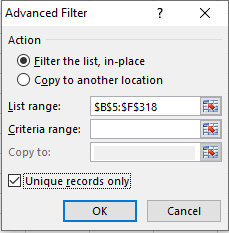 Advanced Filter
Action
Filter the list, in-place
Copy to another location
List range: $B$5:$F$318
Criteria range:
Copy to:
Unique records only
OK Cancel